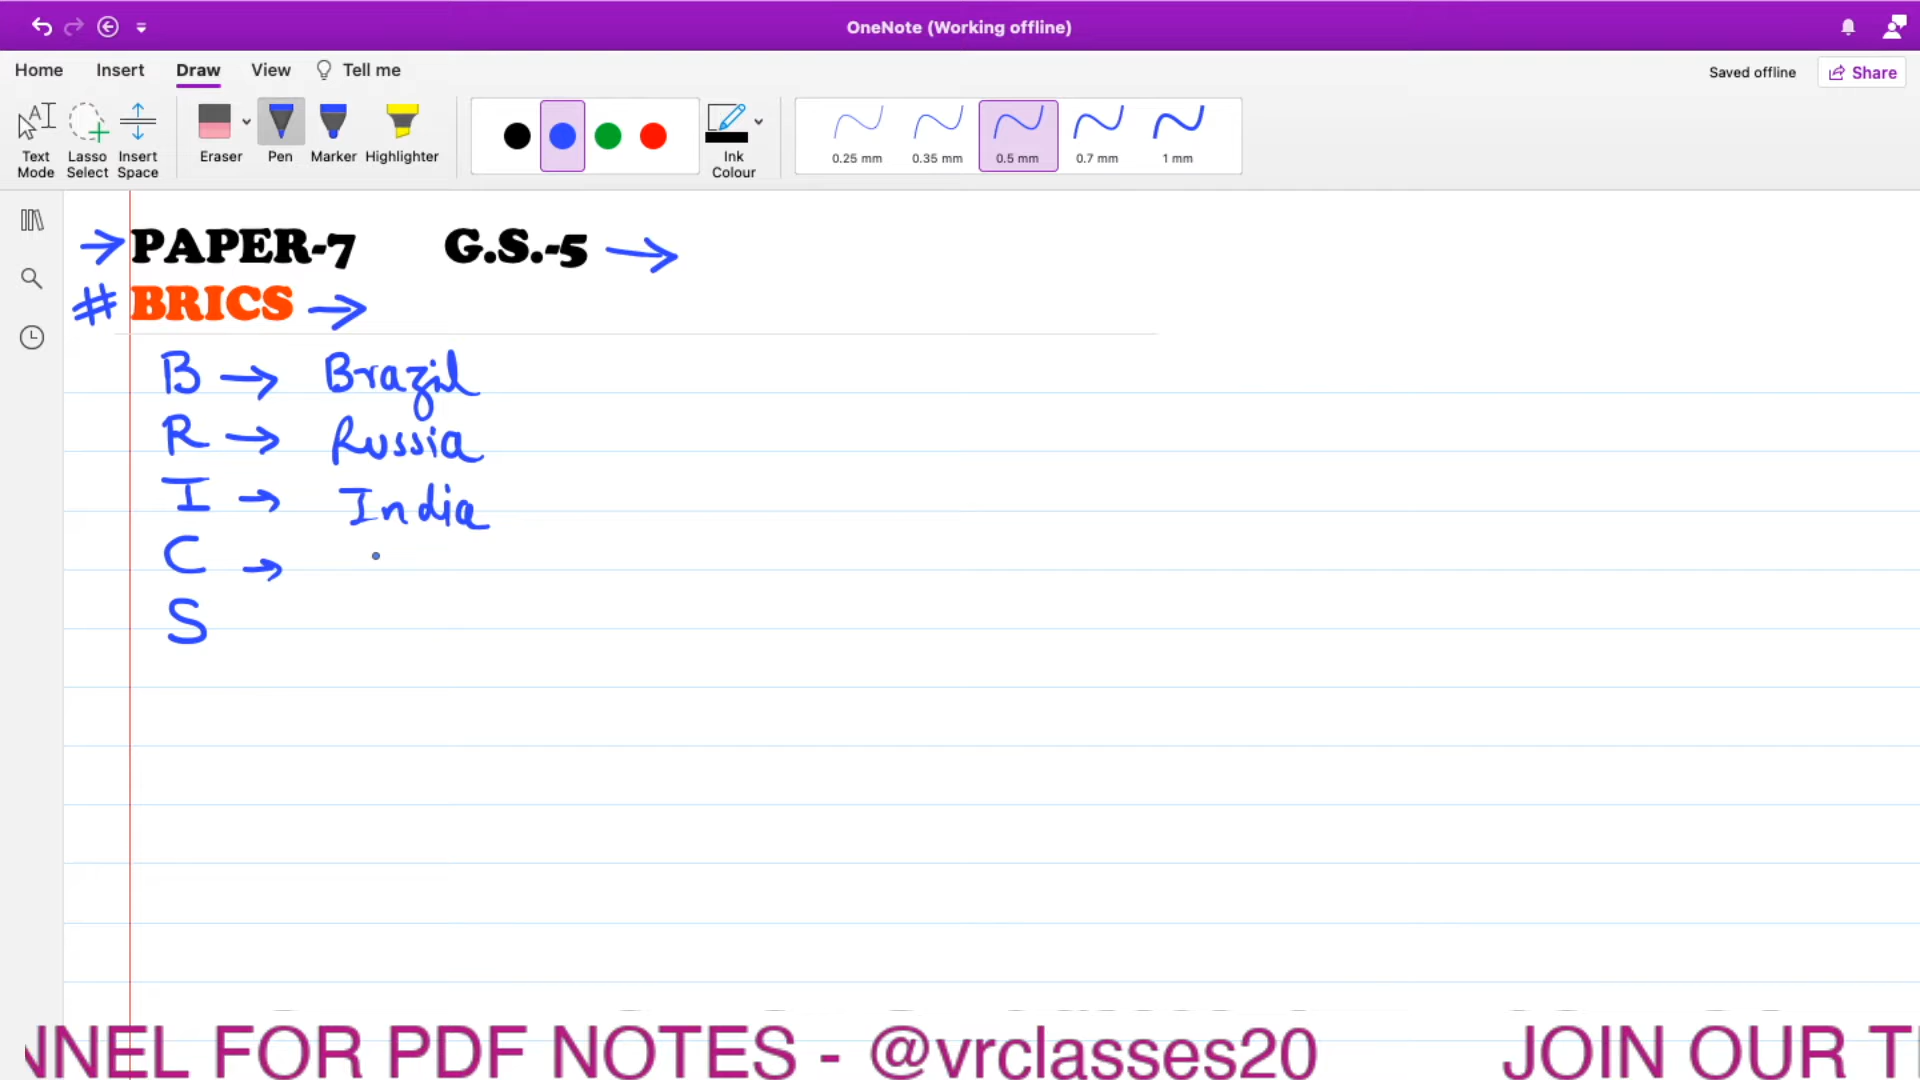 OneNote (Working offline)
Home Insert Draw View Tell me
Saved offline Share
Text Mode Lasso Select Insert Space Eraser Pen Marker Highlighter Ink Colour 0.25 mm 0.35 mm 0.5 mm 0.7 mm 1 mm
→ PAPER-7 G.S.-5 →
# BRICS →
B → Brazil
R → Russia
I → India
C →
S
NNEL FOR PDF NOTES - @vrclasses20 JOIN OUR T